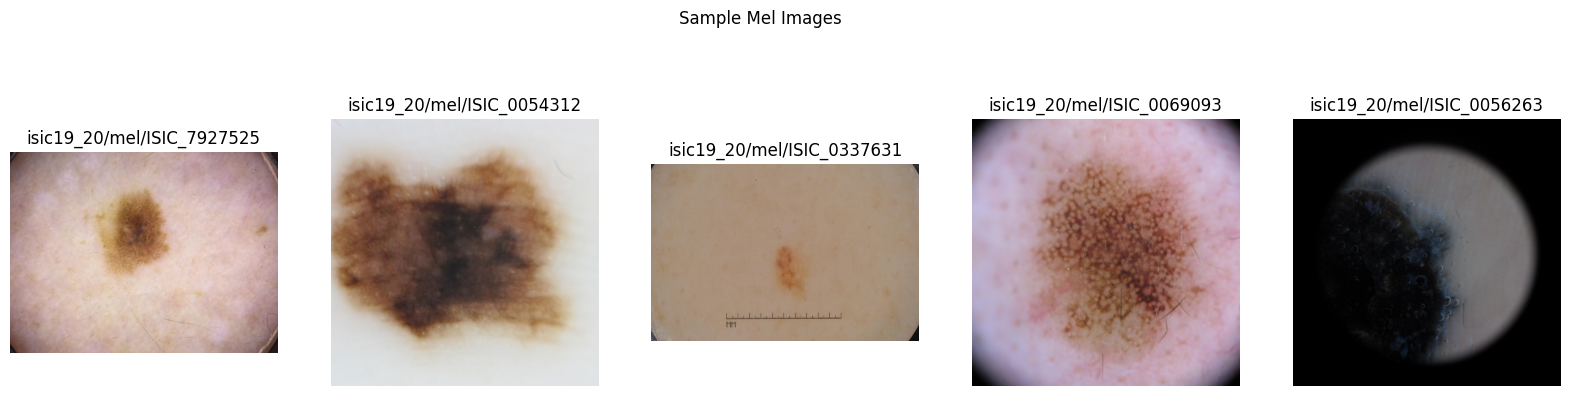 Sample Mel Images
isic19_20/mel/ISIC_7927525
isic19_20/mel/ISIC_0054312
isic19_20/mel/ISIC_0337631
isic19_20/mel/ISIC_0069093
isic19_20/mel/ISIC_0056263
MM